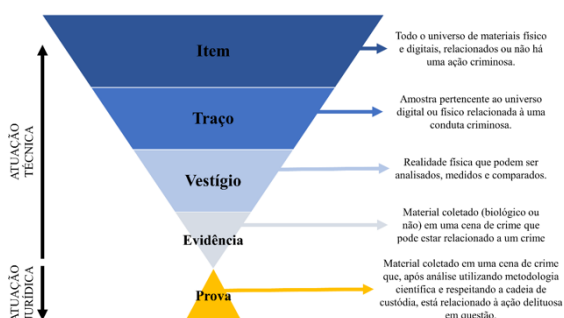 Item
Todo o universo de materiais físico
e digitais, relacionados ou não há
uma ação criminosa.
Traço
Amostra pertencente ao universo
digital ou físico relacionada à uma
conduta criminosa.
Vestígio
Realidade física que podem ser
analisados, medidos e comparados.
Evidência
Material coletado (biológico ou
não) em uma cena de crime que
pode estar relacionado a um crime
Prova
Material coletado em uma cena de crime
que, após análise utilizando metodologia
científica e respeitando a cadeia de
custódia, está relacionado à ação delituosa
em questão.
ATUAÇÃO
TÉCNICA
ATUAÇÃO
JURÍDICA